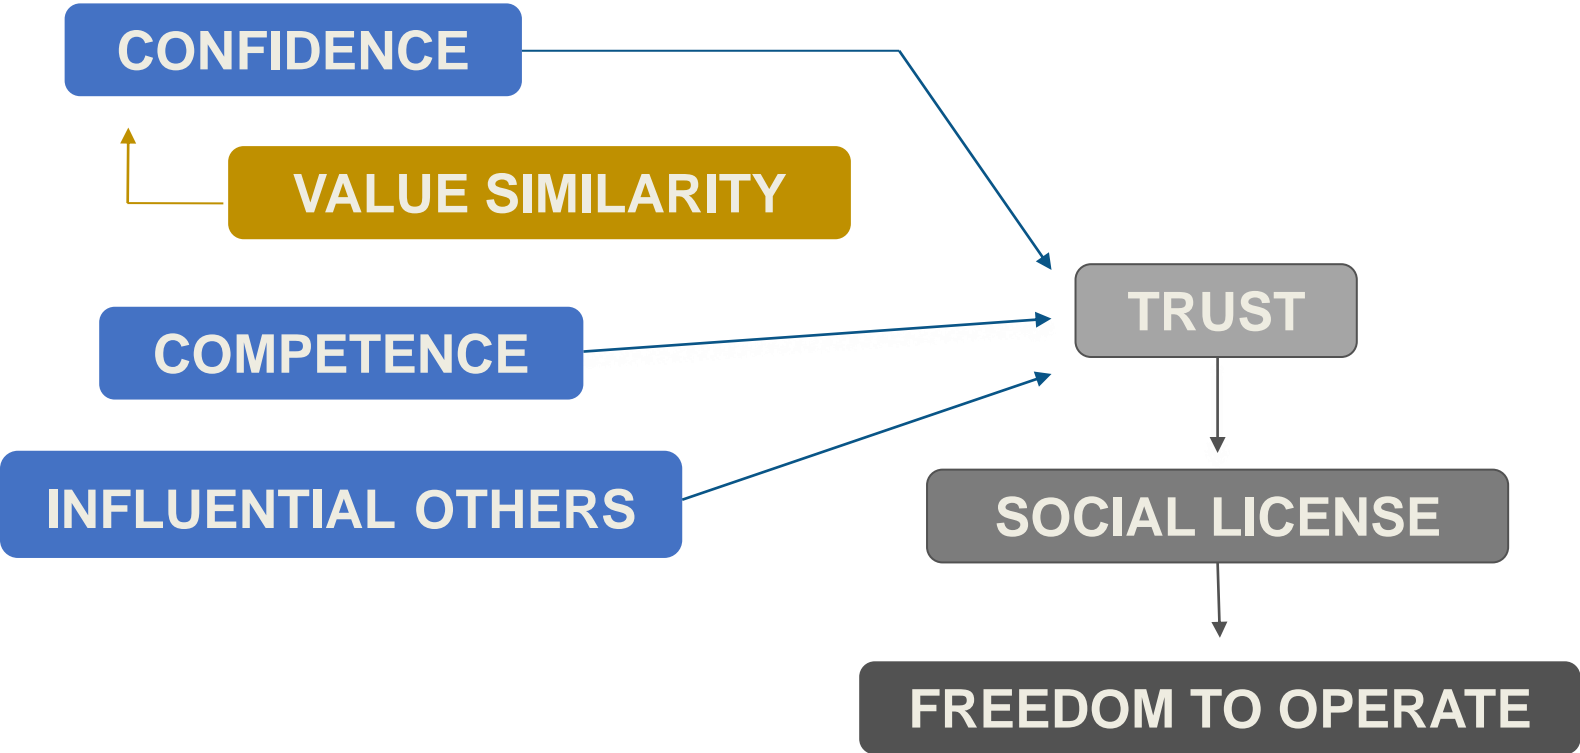 CONFIDENCE
VALUE SIMILARITY
TRUST
COMPETENCE
INFLUENTIAL OTHERS
SOCIAL LICENSE
FREEDOM TO OPERATE